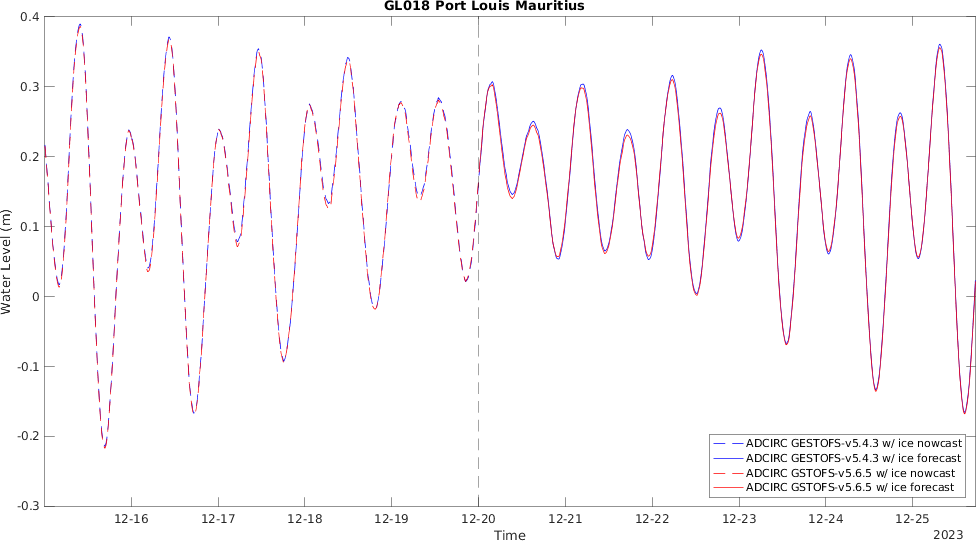 GL018 Port Louis Mauritius
0.4
0.3
0.2
0.1
0
-0.1
-0.2
-0.3
Water Level (m)
ADCIRC GESTOFS-v5.4.3 w/ ice nowcast
ADCIRC GESTOFS-v5.4.3 w/ ice forecast
ADCIRC GSTOFS-v5.6.5 w/ ice nowcast
ADCIRC GSTOFS-v5.6.5 w/ ice forecast
12-16 12-17 12-18 12-19 12-20 12-21 12-22 12-23 12-24 12-25
Time
2023